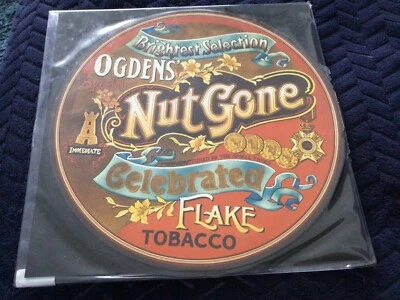 Brightest Selection
OGDENS'
Nut Gone
IMMEDIATE
Celebrated
FLAKE
TOBACCO